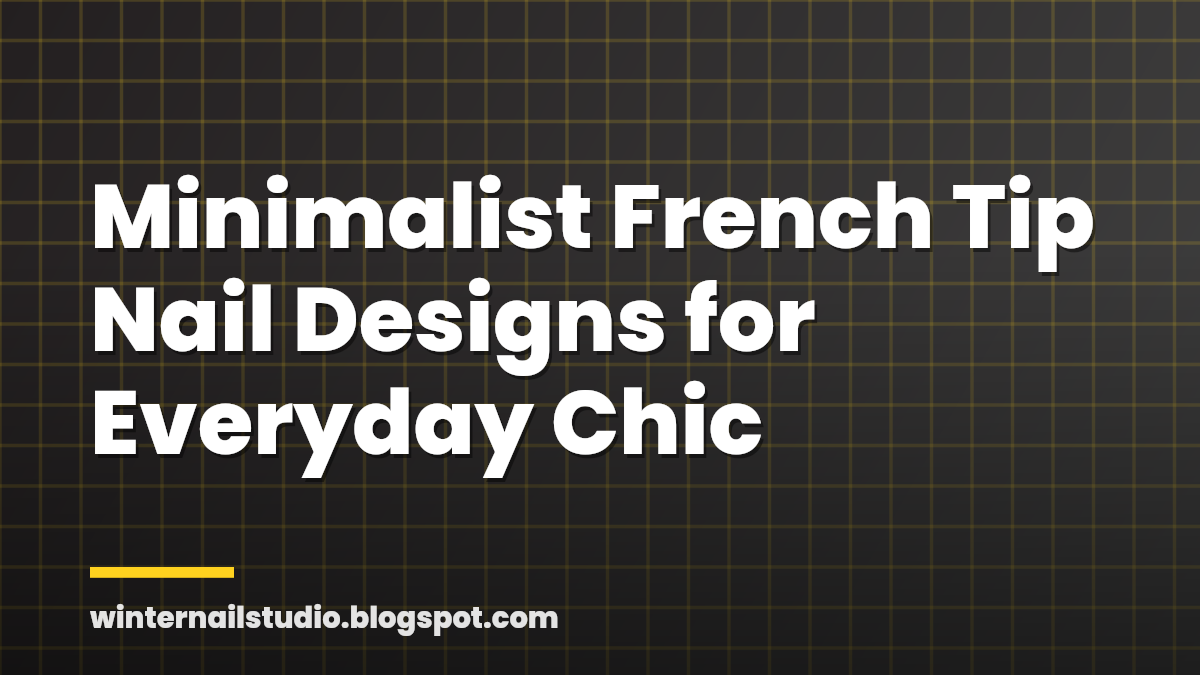 Minimalist French Tip
Nail Designs for
Everyday Chic
winternailstudio.blogspot.com